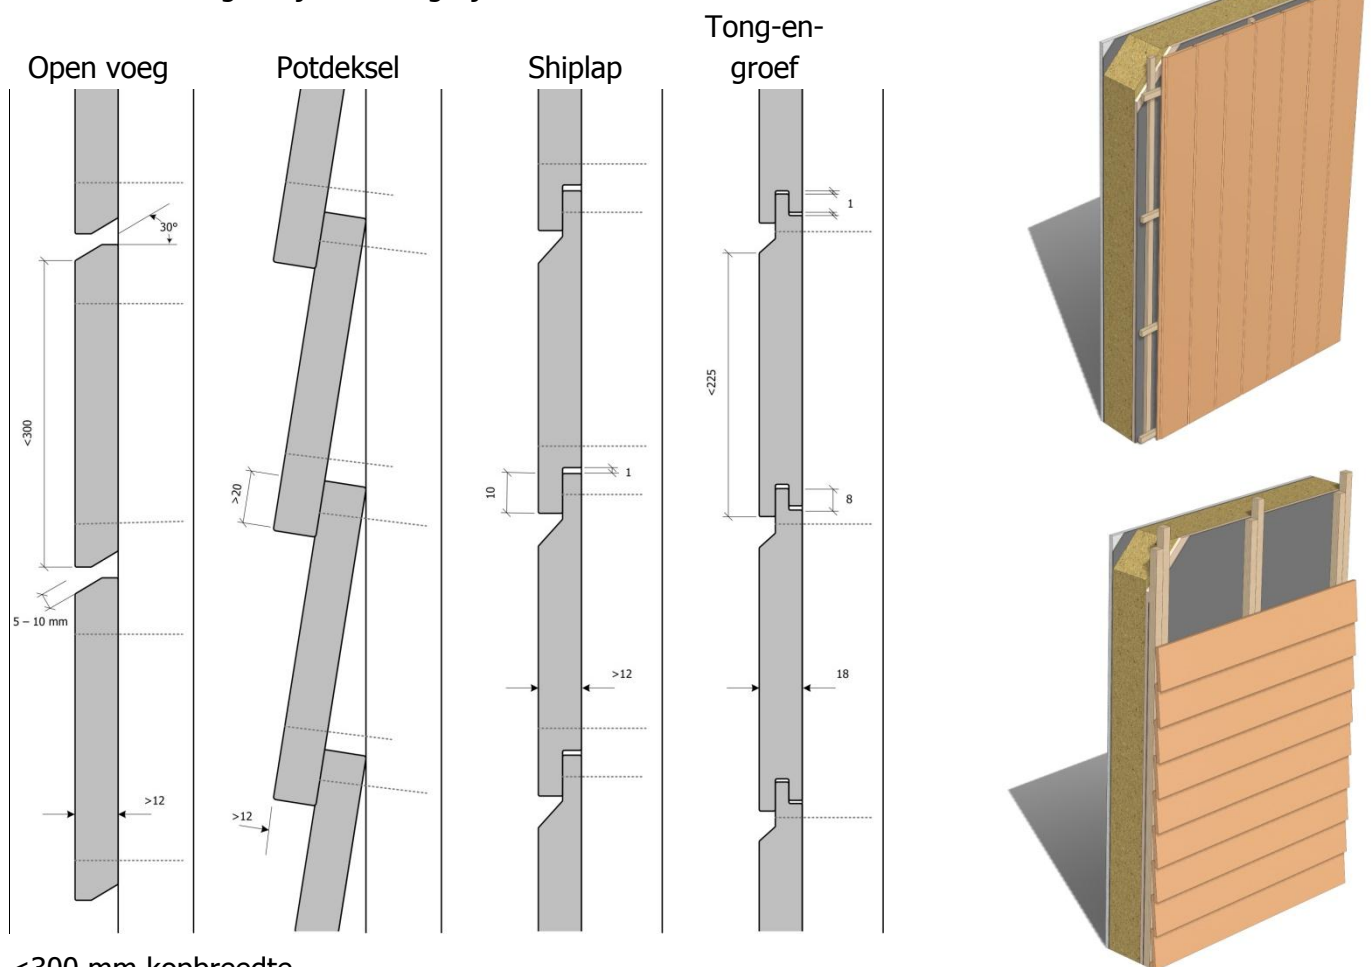 Open voeg
Potdeksel
Shiplap
Tong-en-
groef
30°
<300
5 – 10 mm
>12
>20
>12
10
1
>12
1
<225
8
18
<300 mm kopbreedte